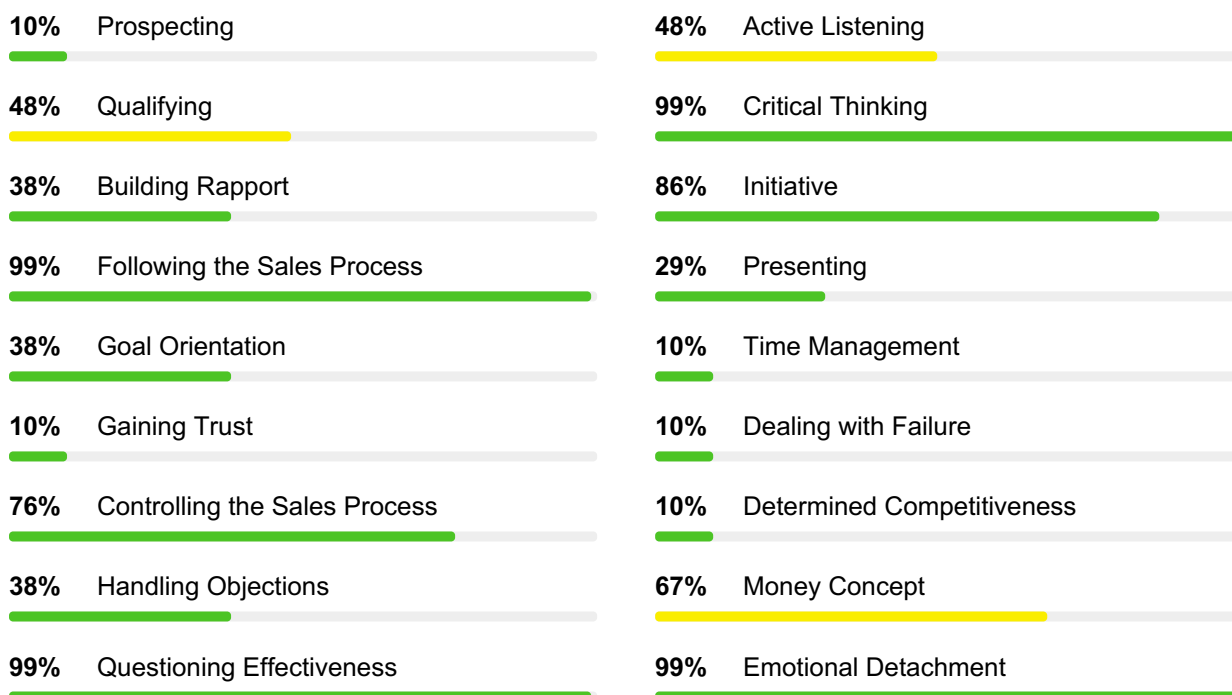 10% Prospecting
48% Qualifying
38% Building Rapport
99% Following the Sales Process
38% Goal Orientation
10% Gaining Trust
76% Controlling the Sales Process
38% Handling Objections
99% Questioning Effectiveness
48% Active Listening
99% Critical Thinking
86% Initiative
29% Presenting
10% Time Management
10% Dealing with Failure
10% Determined Competitiveness
67% Money Concept
99% Emotional Detachment